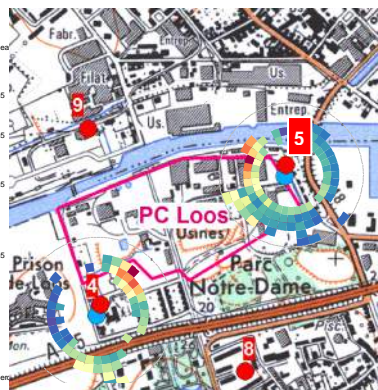 Fabr.
Entrep.
Filat.
Us.
9
Us.
Entrep.
5
PC Loos
Usines
Prison
de Loos
Parc
Notre-Dame
4
20
A
25
Pisc.
8